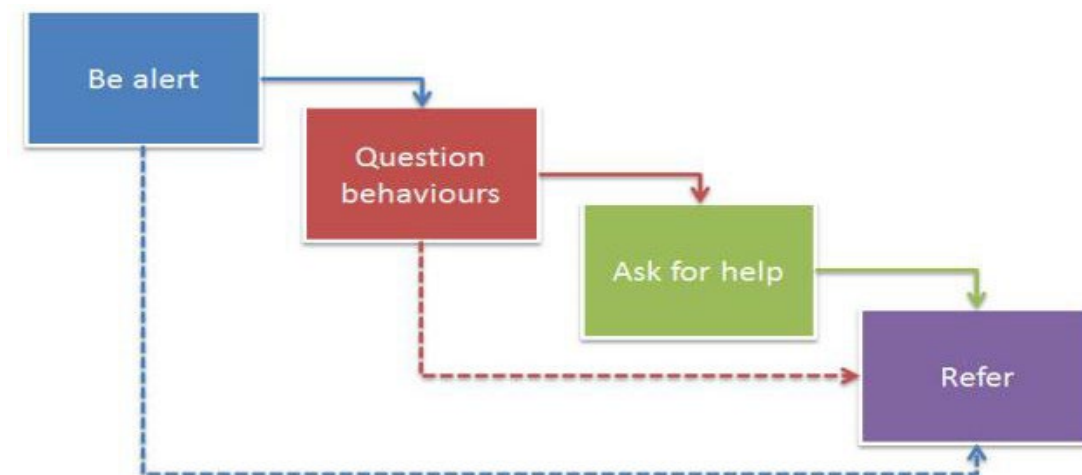 Be alert
Question
behaviours
Ask for help
Refer